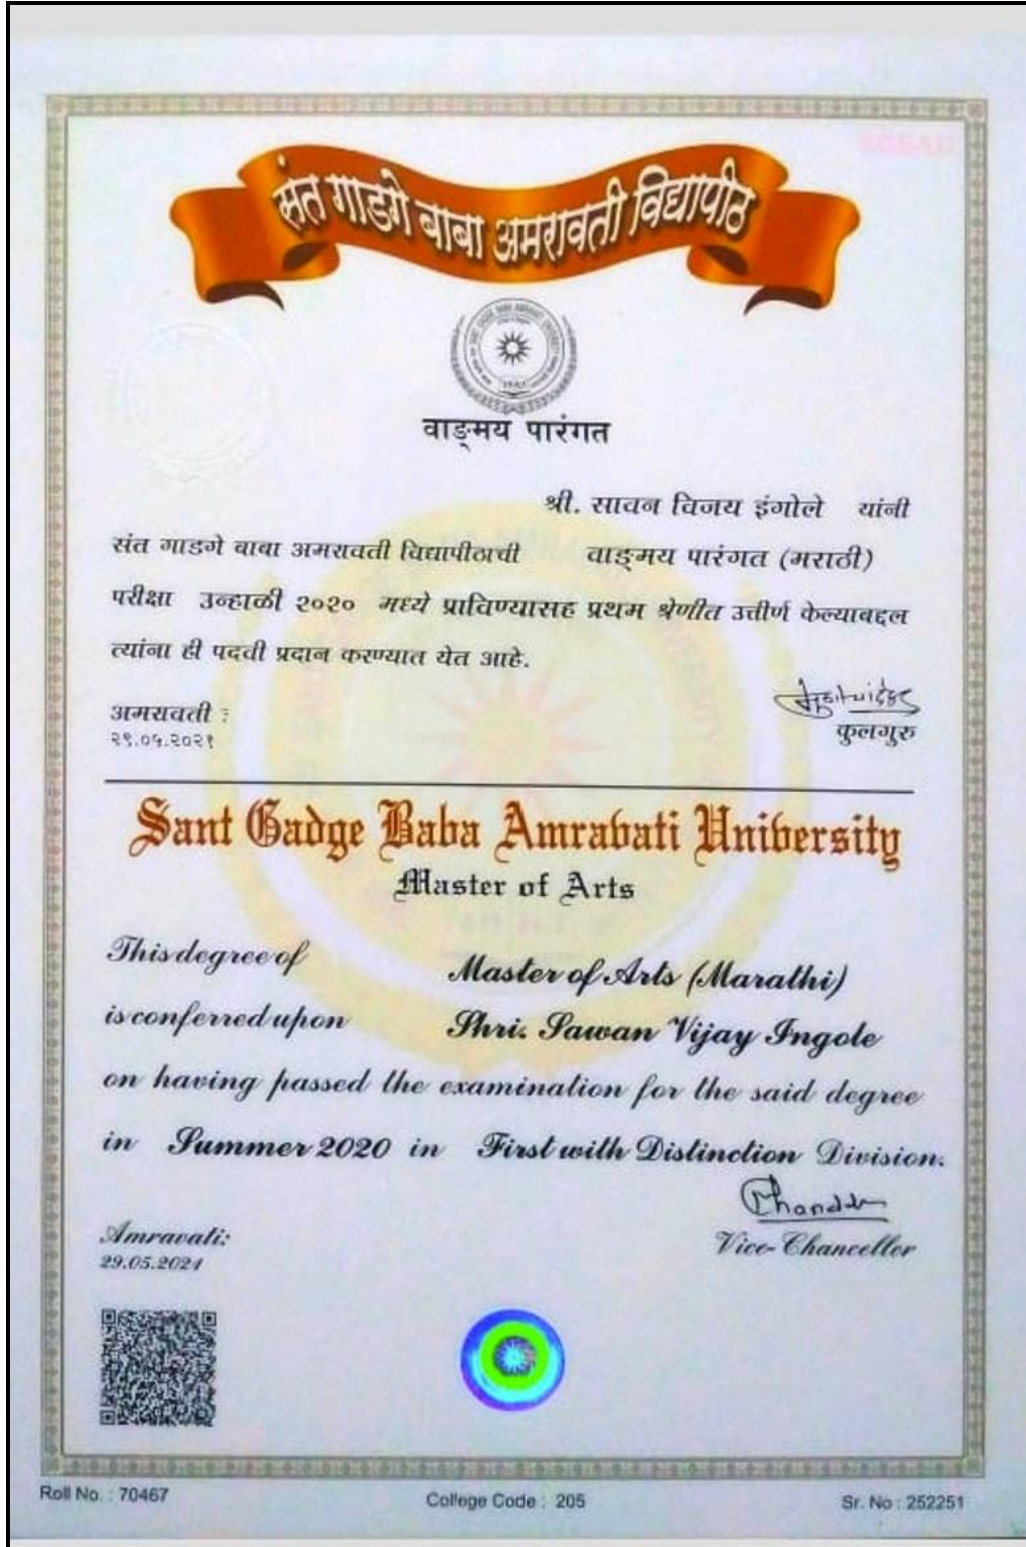 संत गाडगे बाबा अमरावती विद्यापीठ
वाङ्मय पारंगत
श्री. सावन विजय इंगोले यांनी
संत गाडगे बाबा अमरावती विद्यापीठाची वाङ्मय पारंगत (मराठी)
परीक्षा उन्हाळी २०२० मध्ये प्राविण्यासह प्रथम श्रेणीत उत्तीर्ण केल्याबद्दल
त्यांना ही पदवी प्रदान करण्यात येत आहे.
अमरावती :
२९.०५.२०२१
कुलगुरु
Sant Gadge Baba Amravati University
Master of Arts
This degree of Master of Arts (Marathi)
is conferred upon Shri. Sawan Vijay Ingole
on having passed the examination for the said degree
in Summer 2020 in First with Distinction Division.
Amravati:
29.05.2021
Vice-Chancellor
Roll No. : 70467 College Code : 205 Sr. No : 252251